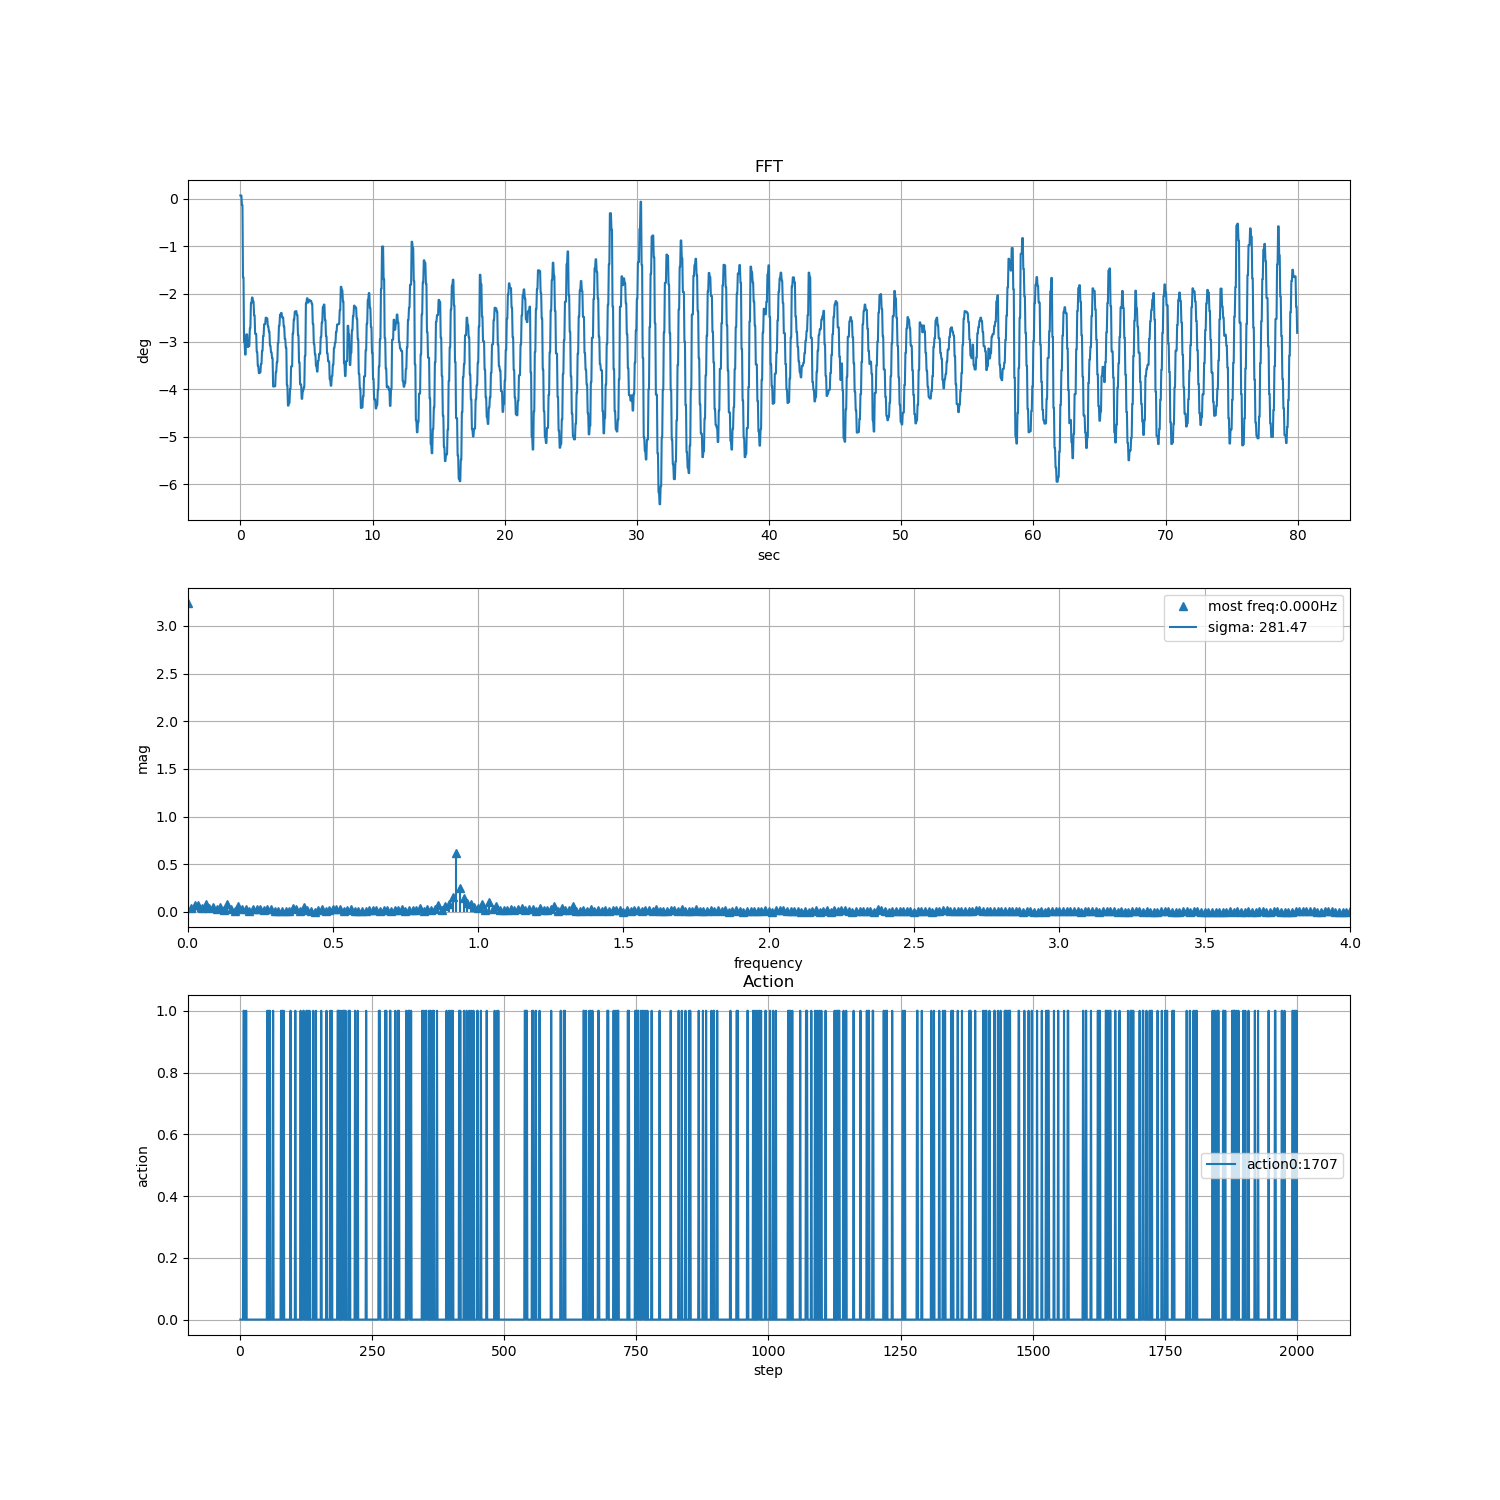 FFT
0
−1
−2
−3
−4
−5
−6
deg
0 10 20 30 40 50 60 70 80
sec
most freq:0.000Hz
sigma: 281.47
3.0
2.5
2.0
1.5
1.0
0.5
0.0
mag
0.0 0.5 1.0 1.5 2.0 2.5 3.0 3.5 4.0
frequency
Action
1.0
0.8
0.6
0.4
0.2
0.0
action
action0:1707
0 250 500 750 1000 1250 1500 1750 2000
step